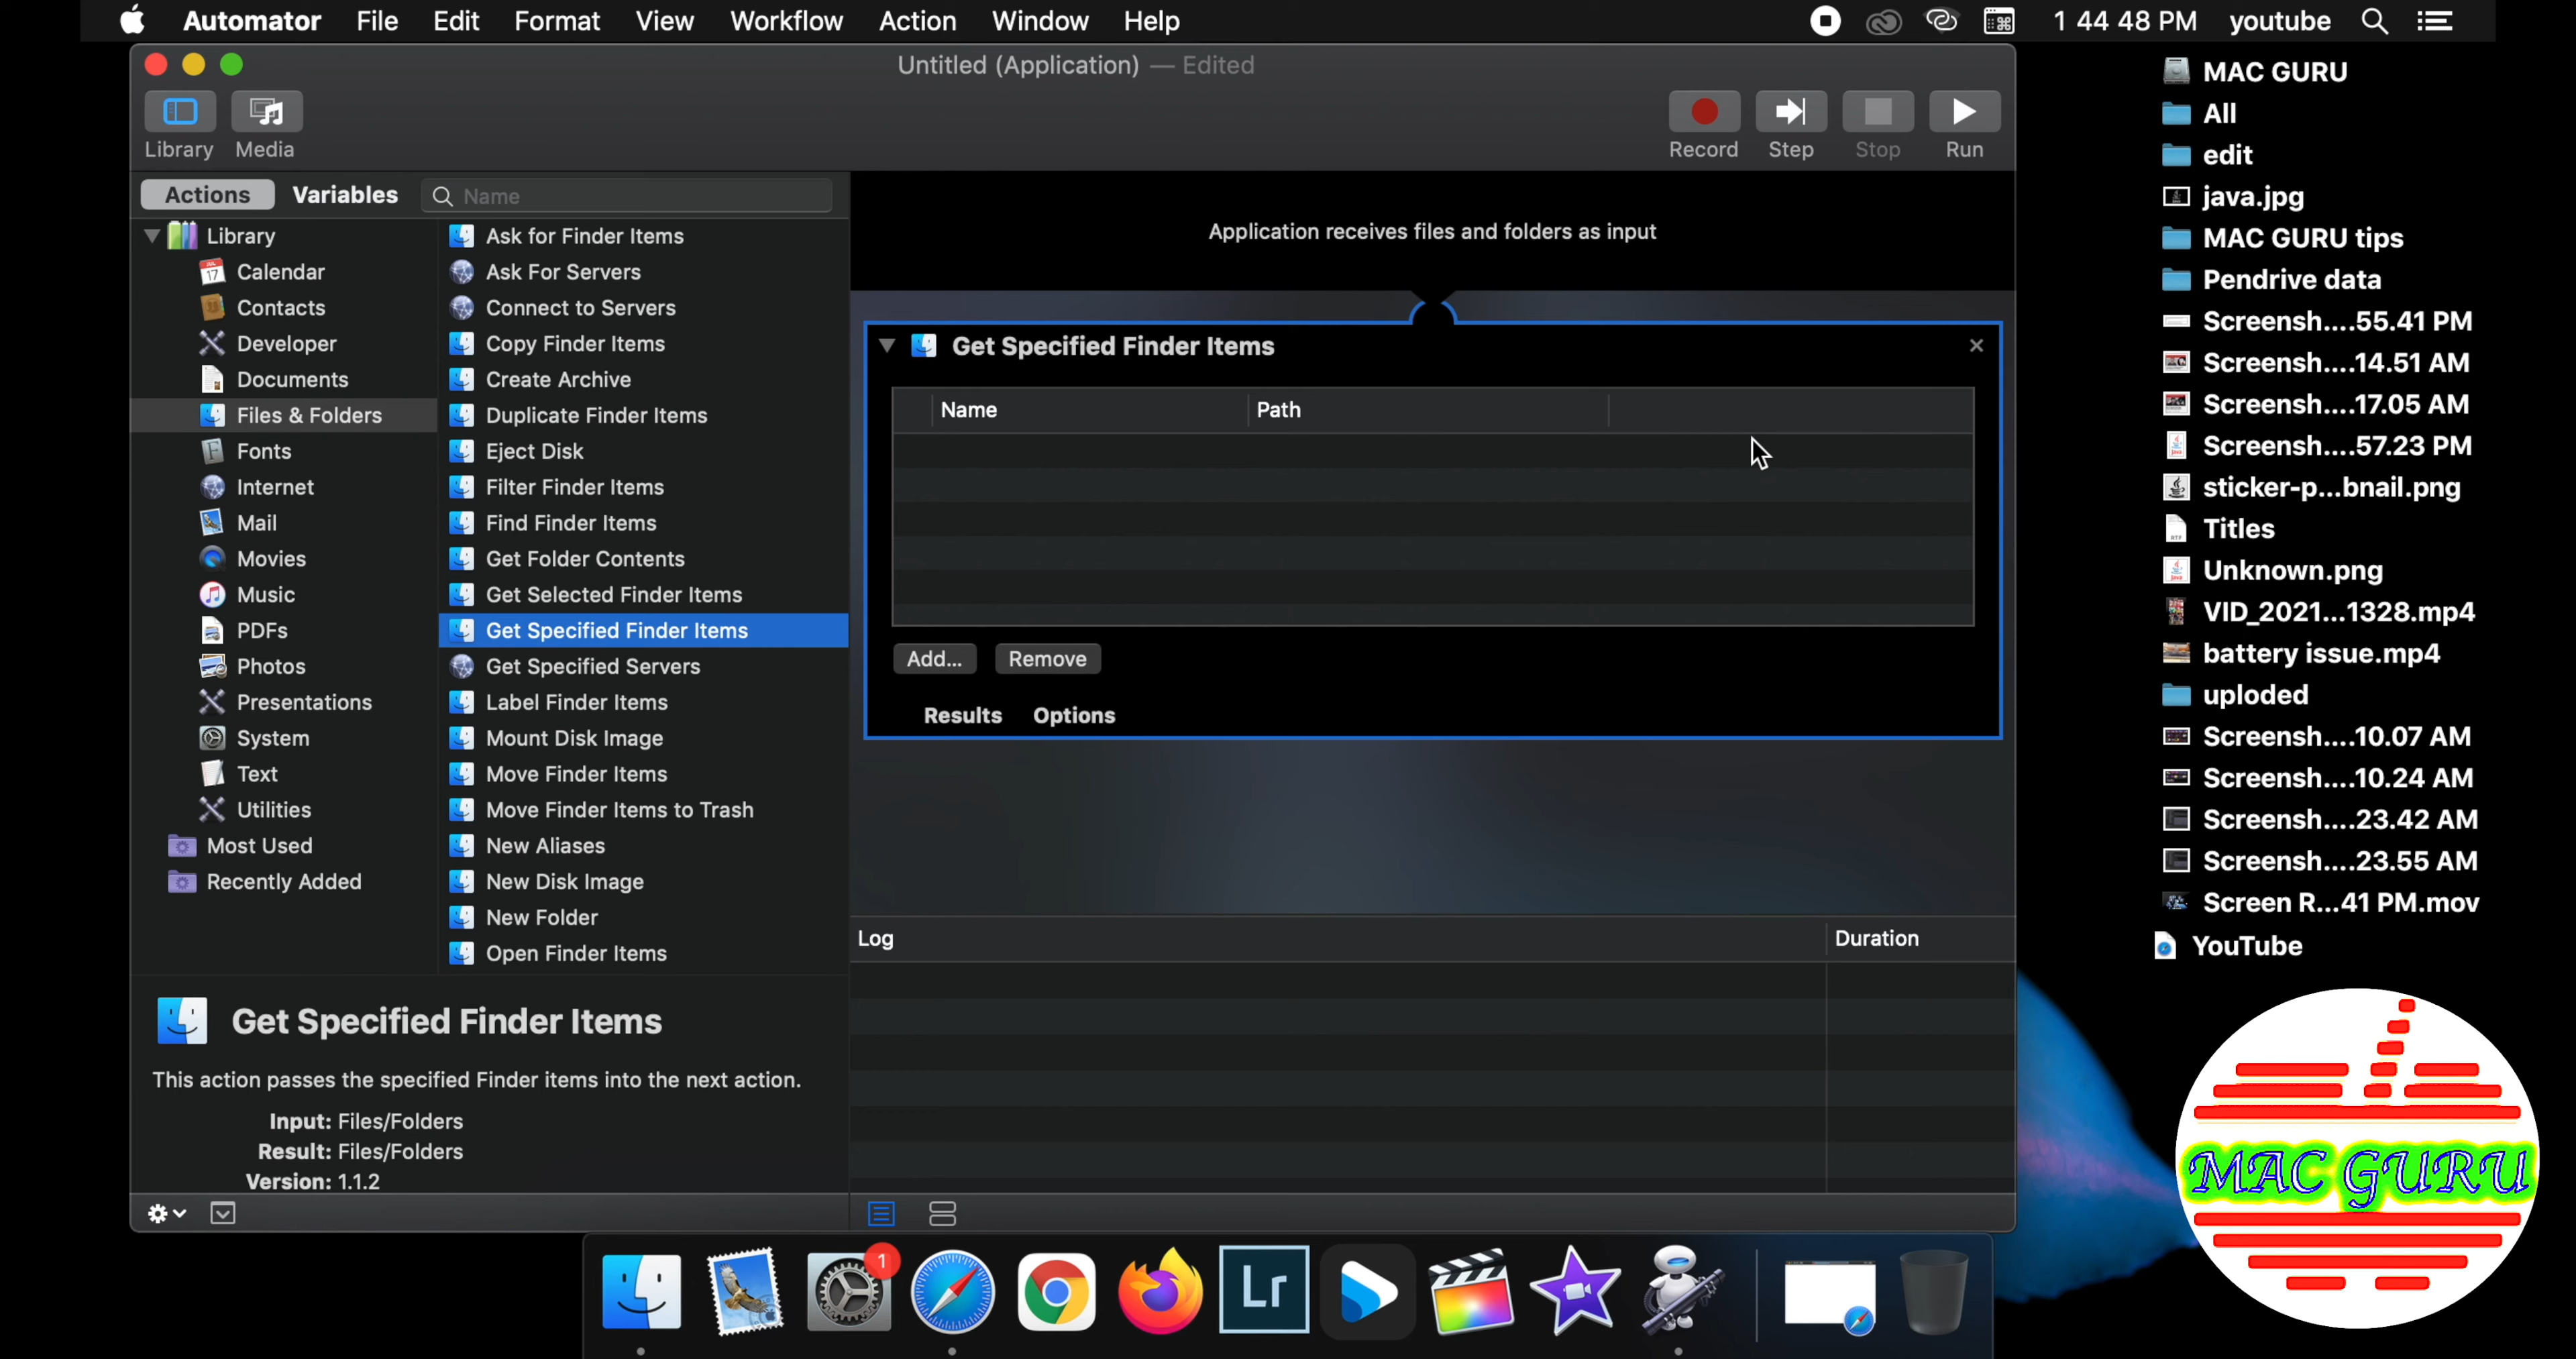 Automator File Edit Format View Workflow Action Window Help 1 44 48 PM youtube
Untitled (Application) — Edited
Library Media Record Step Stop Run
Actions Variables Name
Library
Calendar
Contacts
Developer
Documents
Files & Folders
Fonts
Internet
Mail
Movies
Music
PDFs
Photos
Presentations
System
Text
Utilities
Most Used
Recently Added
Ask for Finder Items
Ask For Servers
Connect to Servers
Copy Finder Items
Create Archive
Duplicate Finder Items
Eject Disk
Filter Finder Items
Find Finder Items
Get Folder Contents
Get Selected Finder Items
Get Specified Finder Items
Get Specified Servers
Label Finder Items
Mount Disk Image
Move Finder Items
Move Finder Items to Trash
New Aliases
New Disk Image
New Folder
Open Finder Items
Get Specified Finder Items
This action passes the specified Finder items into the next action.
Input: Files/Folders
Result: Files/Folders
Version: 1.1.2
Application receives files and folders as input
Get Specified Finder Items
Name Path
Add... Remove
Results Options
Log Duration
MAC GURU
All
edit
java.jpg
MAC GURU tips
Pendrive data
Screensh....55.41 PM
Screensh....14.51 AM
Screensh....17.05 AM
Screensh....57.23 PM
sticker-p...bnail.png
Titles
Unknown.png
VID_2021...1328.mp4
battery issue.mp4
uploded
Screensh....10.07 AM
Screensh....10.24 AM
Screensh....23.42 AM
Screensh....23.55 AM
Screen R...41 PM.mov
YouTube
MAC GURU
1
Lr